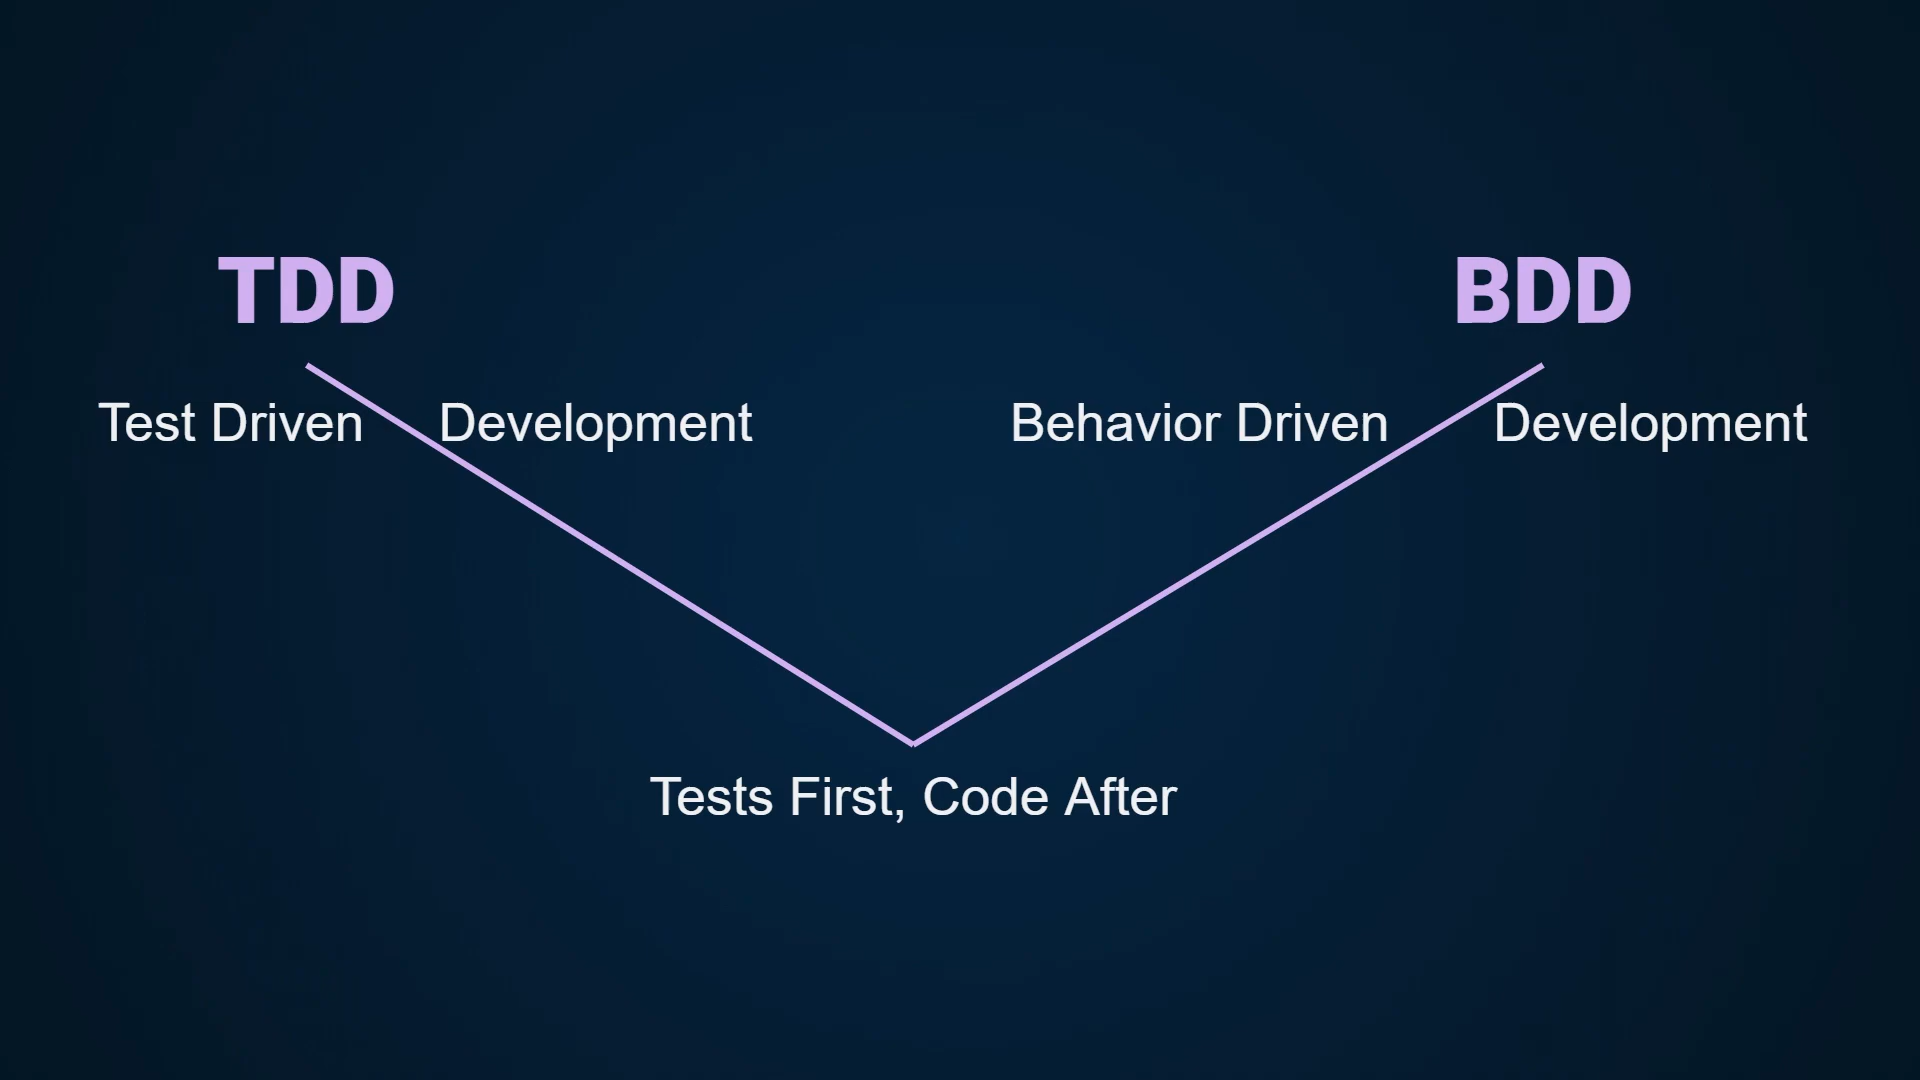 TDD
BDD
Test Driven Development
Behavior Driven Development
Tests First, Code After